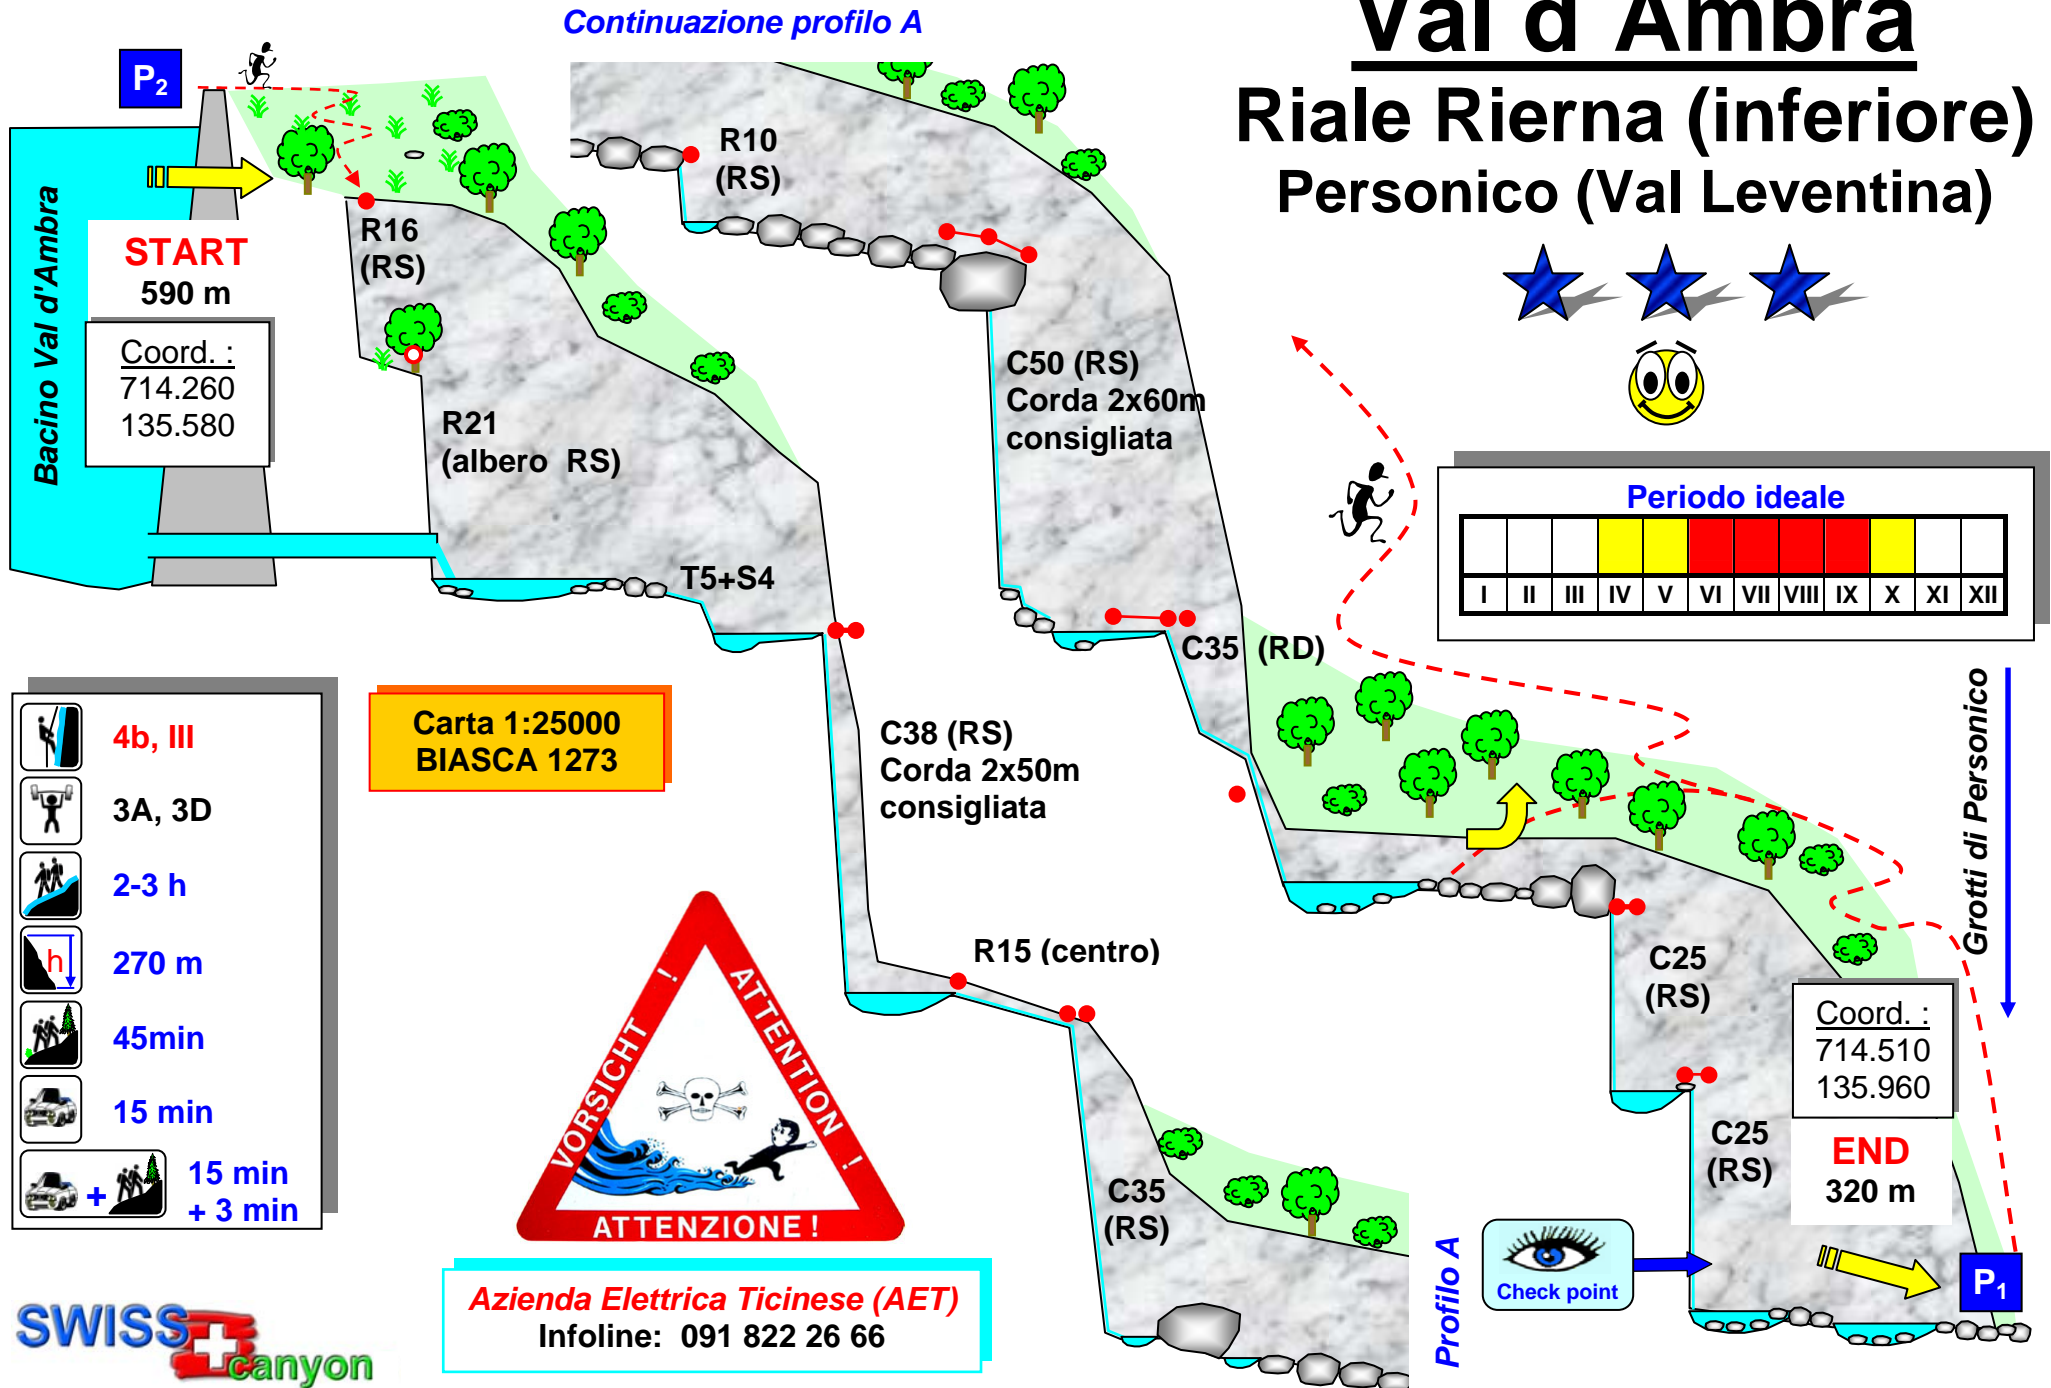 Continuazione profilo A
Val d'Ambra
Riale Rierna (inferiore)
Personico (Val Leventina)
P2
Bacino Val d'Ambra
START
590 m
Coord. :
714.260
135.580
R16
(RS)
R21
(albero RS)
T5+S4
R10
(RS)
C50 (RS)
Corda 2x60m
consigliata
C35 (RD)
Periodo ideale
I II III IV V VI VII VIII IX X XI XII
Grotti di Personico
4b, III
3A, 3D
2-3 h
h
270 m
45min
15 min
+
15 min
+ 3 min
Carta 1:25000
BIASCA 1273
C38 (RS)
Corda 2x50m
consigliata
R15 (centro)
C35
(RS)
VORSICHT !
ATTENTION !
ATTENZIONE !
Azienda Elettrica Ticinese (AET)
Infoline: 091 822 26 66
C25
(RS)
C25
(RS)
Coord. :
714.510
135.960
END
320 m
Profilo A
Check point
P1
SWISS
canyon